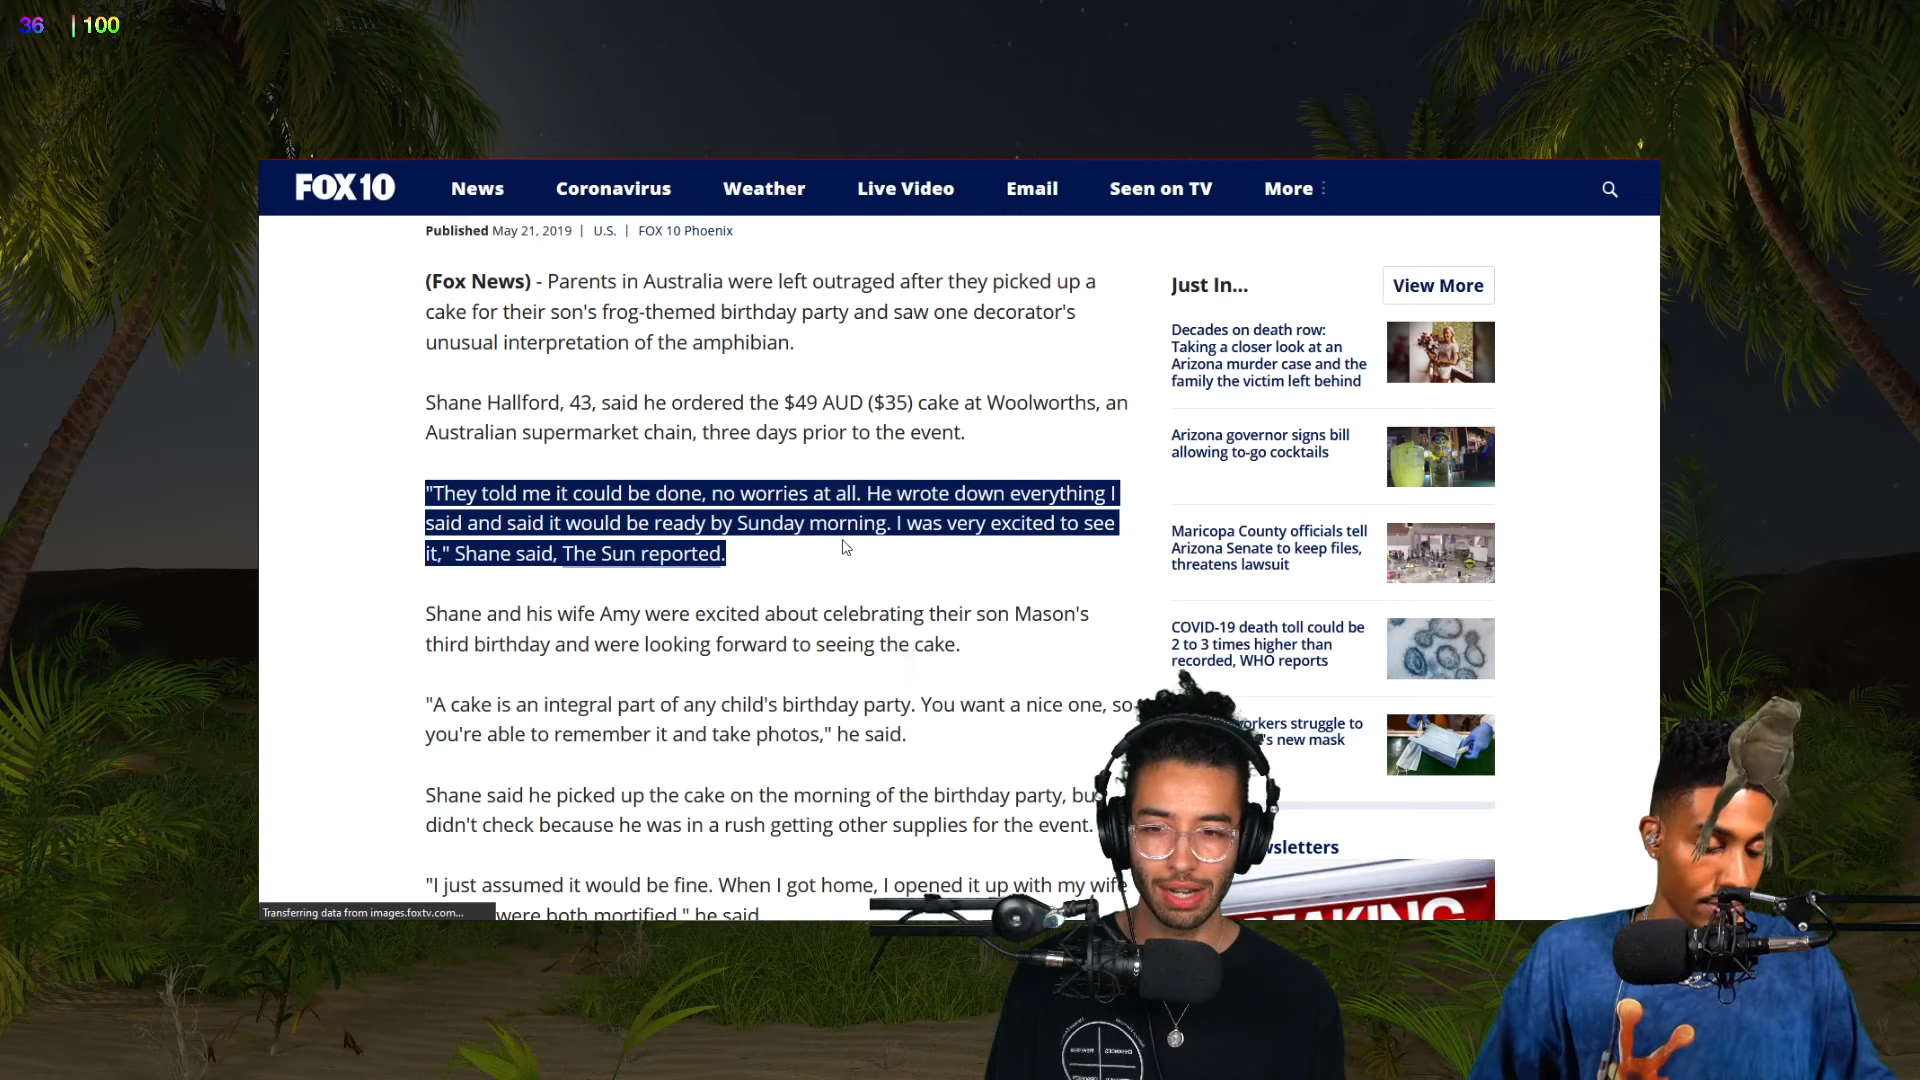 36 | 100
FOX 10 News Coronavirus Weather Live Video Email Seen on TV More
Published May 21, 2019 | U.S. | FOX 10 Phoenix
(Fox News) - Parents in Australia were left outraged after they picked up a
cake for their son's frog-themed birthday party and saw one decorator's
unusual interpretation of the amphibian.
Shane Hallford, 43, said he ordered the $49 AUD ($35) cake at Woolworths, an
Australian supermarket chain, three days prior to the event.
"They told me it could be done, no worries at all. He wrote down everything I
said and said it would be ready by Sunday morning. I was very excited to see
it," Shane said, The Sun reported.
Shane and his wife Amy were excited about celebrating their son Mason's
third birthday and were looking forward to seeing the cake.
"A cake is an integral part of any child's birthday party. You want a nice one, so
you're able to remember it and take photos," he said.
Shane said he picked up the cake on the morning of the birthday party, bu
didn't check because he was in a rush getting other supplies for the event.
"I just assumed it would be fine. When I got home, I opened it up with my wife
were both mortified," he said
Transferring data from images.foxtv.com...
Just In...
View More
Decades on death row:
Taking a closer look at an
Arizona murder case and the
family the victim left behind
Arizona governor signs bill
allowing to-go cocktails
Maricopa County officials tell
Arizona Senate to keep files,
threatens lawsuit
COVID-19 death toll could be
2 to 3 times higher than
recorded, WHO reports
orkers struggle to
's new mask
wsletters